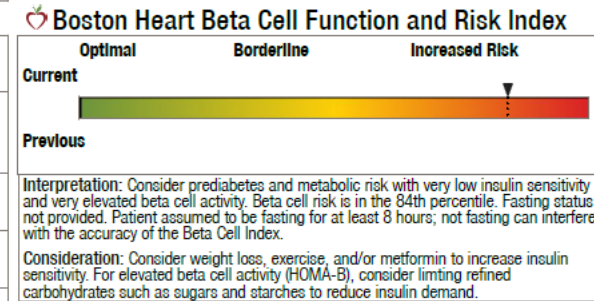 Boston Heart Beta Cell Function and Risk Index
Optimal Borderline Increased Risk
Current
Previous
Interpretation: Consider prediabetes and metabolic risk with very low insulin sensitivity
and very elevated beta cell activity. Beta cell risk is in the 84th percentile. Fasting status
not provided. Patient assumed to be fasting for at least 8 hours; not fasting can interfere
with the accuracy of the Beta Cell Index.
Consideration: Consider weight loss, exercise, and/or metformin to increase insulin
sensitivity. For elevated beta cell activity (HOMA-B), consider limting refined
carbohydrates such as sugars and starches to reduce insulin demand.